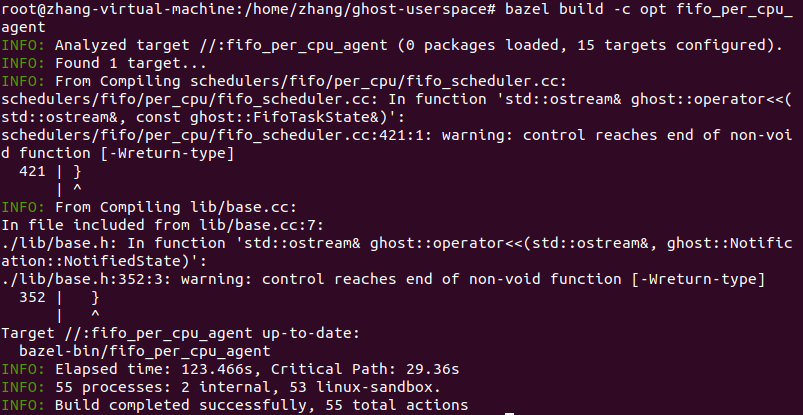 root@zhang-virtual-machine:/home/zhang/ghost-userspace# bazel build -c opt fifo_per_cpu_
agent
INFO: Analyzed target //:fifo_per_cpu_agent (0 packages loaded, 15 targets configured).
INFO: Found 1 target...
INFO: From Compiling schedulers/fifo/per_cpu/fifo_scheduler.cc:
schedulers/fifo/per_cpu/fifo_scheduler.cc: In function 'std::ostream& ghost::operator<<(
std::ostream&, const ghost::FifoTaskState&)':
schedulers/fifo/per_cpu/fifo_scheduler.cc:421:1: warning: control reaches end of non-voi
d function [-Wreturn-type]
  421 | }
      | ^
INFO: From Compiling lib/base.cc:
In file included from lib/base.cc:7:
./lib/base.h: In function 'std::ostream& ghost::operator<<(std::ostream&, ghost::Notific
ation::NotifiedState)':
./lib/base.h:352:3: warning: control reaches end of non-void function [-Wreturn-type]
  352 |   }
      |   ^
Target //:fifo_per_cpu_agent up-to-date:
  bazel-bin/fifo_per_cpu_agent
INFO: Elapsed time: 123.466s, Critical Path: 29.36s
INFO: 55 processes: 2 internal, 53 linux-sandbox.
INFO: Build completed successfully, 55 total actions